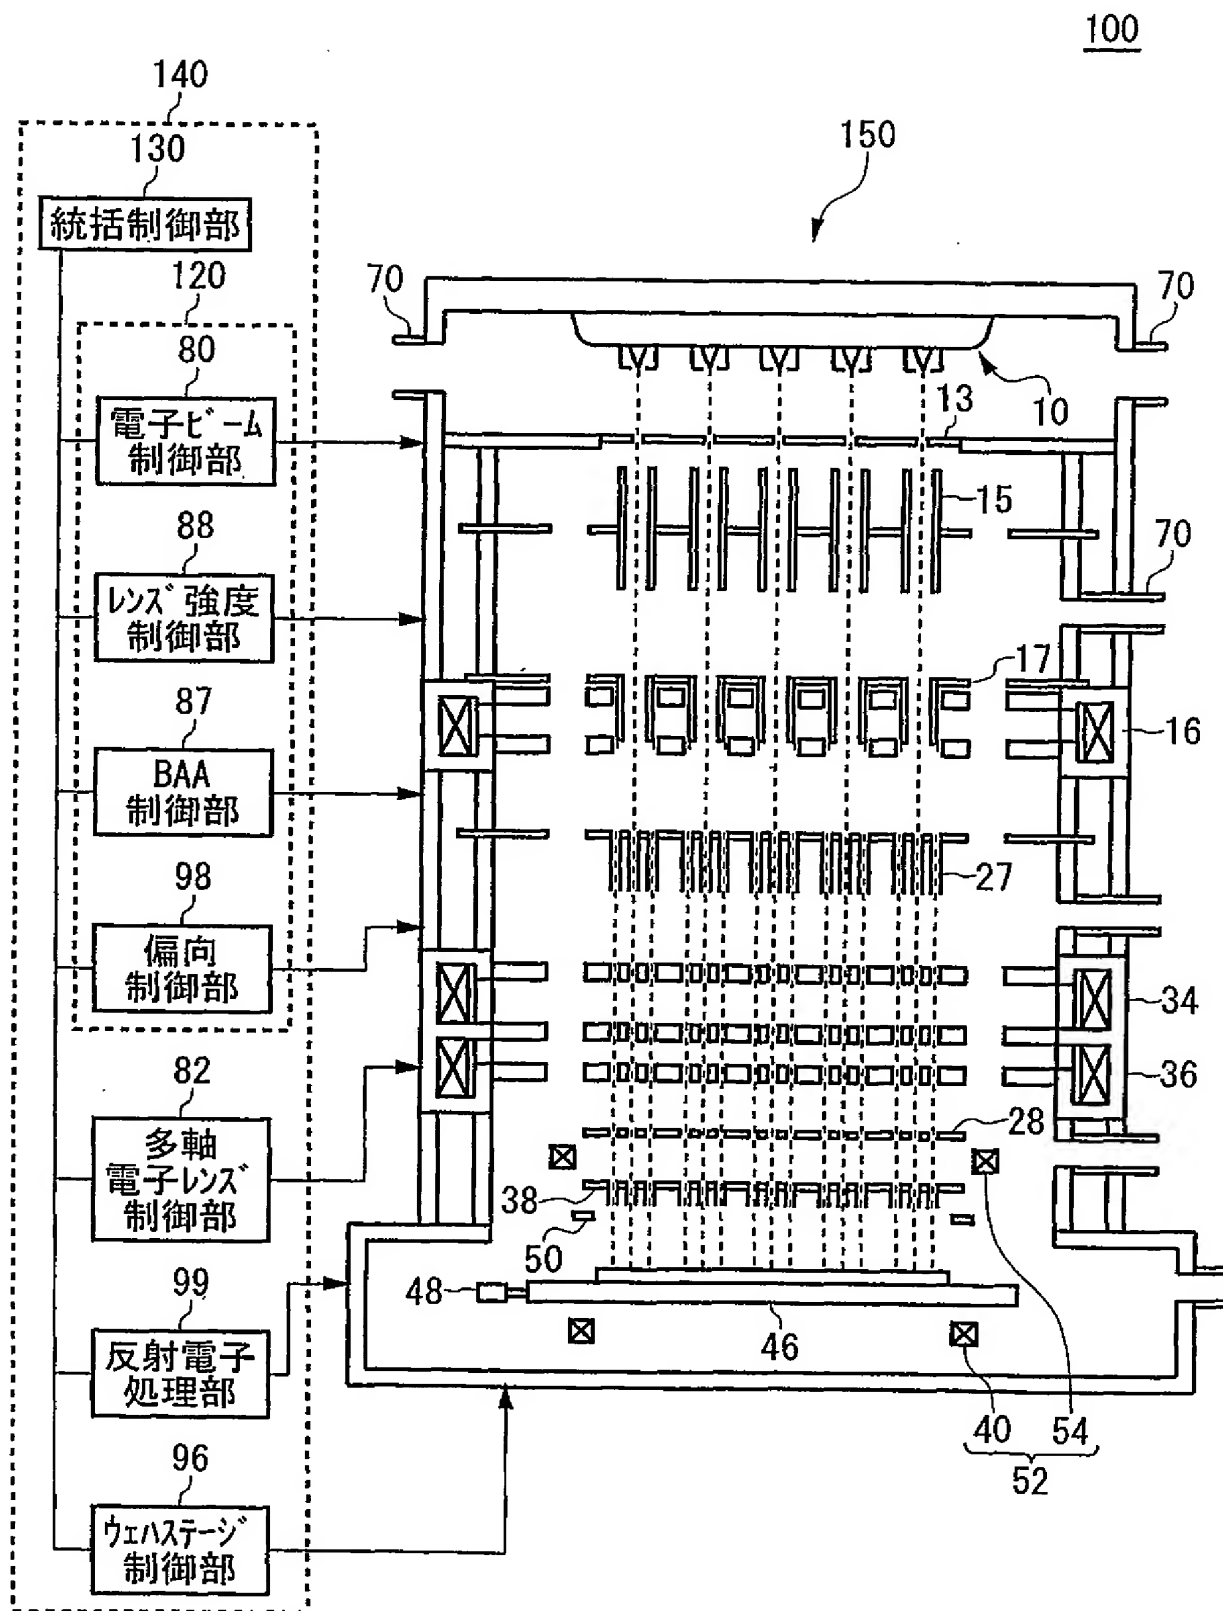 100
140
130
150
統括制御部
120
70
70
80
電子ビーム
制御部
10
13
15
88
70
レンズ強度
制御部
17
87
16
BAA
制御部
98
27
偏向
制御部
34
82
36
28
多軸
電子レンズ
制御部
38
50
99
48
反射電子
処理部
46
96
40 54
52
ウェハステージ
制御部